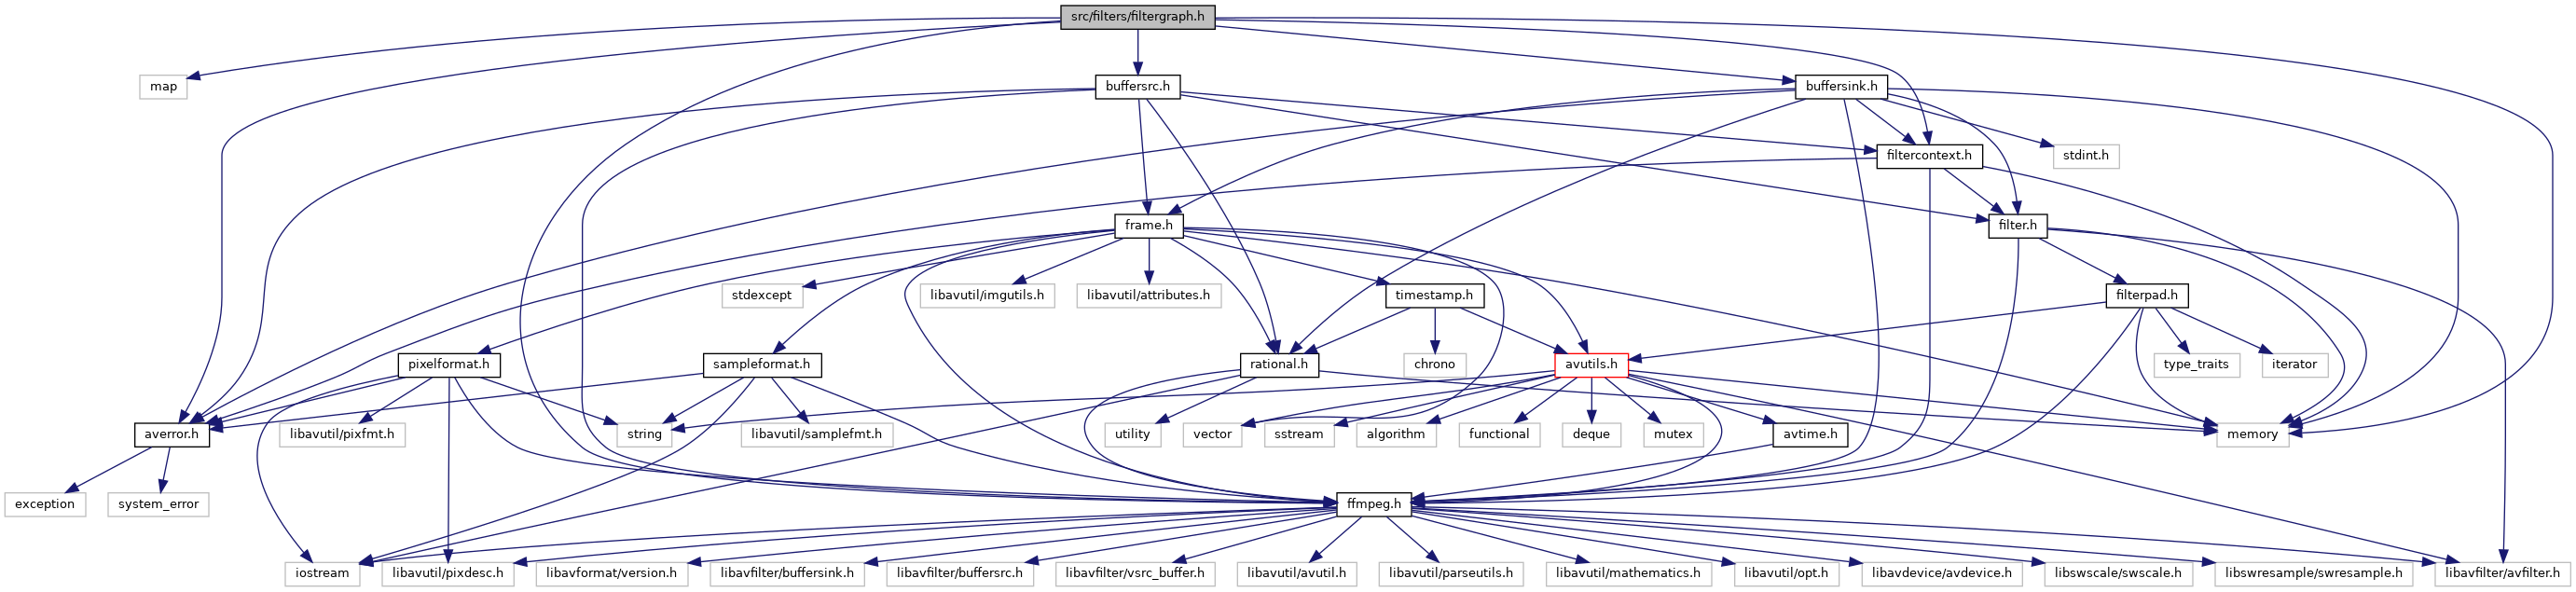 src/filters/filtergraph.h
map
buffersrc.h
buffersink.h
filtercontext.h
stdint.h
frame.h
filter.h
stdexcept
libavutil/imgutils.h
libavutil/attributes.h
timestamp.h
filterpad.h
pixelformat.h
sampleformat.h
rational.h
chrono
avutils.h
type_traits
iterator
averror.h
libavutil/pixfmt.h
string
libavutil/samplefmt.h
utility
vector
sstream
algorithm
functional
deque
mutex
avtime.h
memory
exception
system_error
ffmpeg.h
iostream
libavutil/pixdesc.h
libavformat/version.h
libavfilter/buffersink.h
libavfilter/buffersrc.h
libavfilter/vsrc_buffer.h
libavutil/avutil.h
libavutil/parseutils.h
libavutil/mathematics.h
libavutil/opt.h
libavdevice/avdevice.h
libswscale/swscale.h
libswresample/swresample.h
libavfilter/avfilter.h